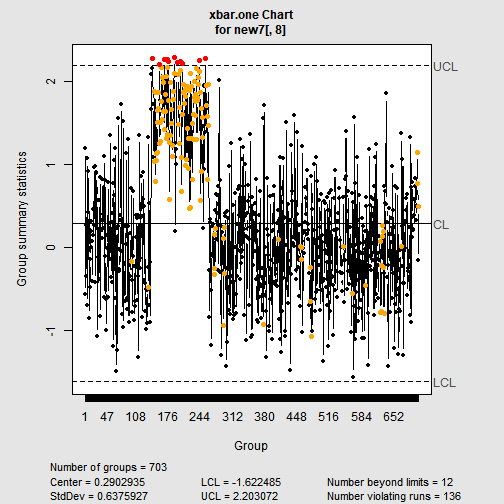 xbar.one Chart
for new7[, 8]
UCL
CL
LCL
2
1
0
-1
Group summary statistics
1 47 108 176 244 312 380 448 516 584 652
Group
Number of groups = 703
Center = 0.2902935 LCL = -1.622485 Number beyond limits = 12
StdDev = 0.6375927 UCL = 2.203072 Number violating runs = 136